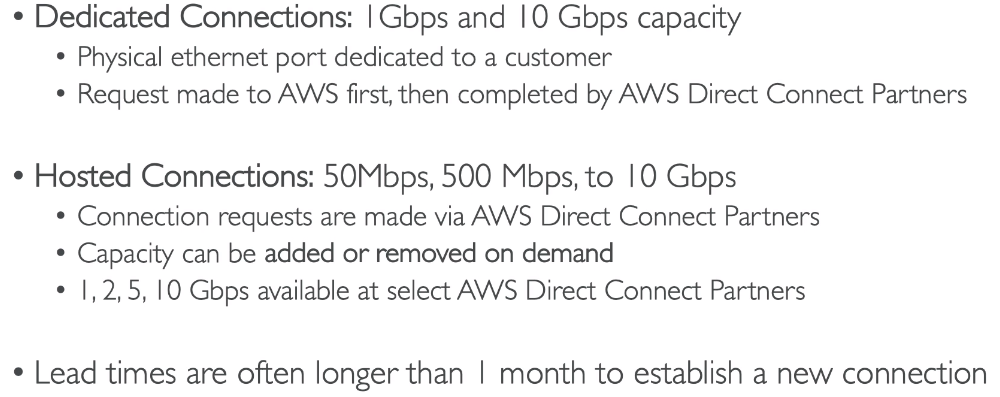 • Dedicated Connections: 1Gbps and 10 Gbps capacity
• Physical ethernet port dedicated to a customer
• Request made to AWS first, then completed by AWS Direct Connect Partners
• Hosted Connections: 50Mbps, 500 Mbps, to 10 Gbps
• Connection requests are made via AWS Direct Connect Partners
• Capacity can be added or removed on demand
• 1, 2, 5, 10 Gbps available at select AWS Direct Connect Partners
• Lead times are often longer than 1 month to establish a new connection